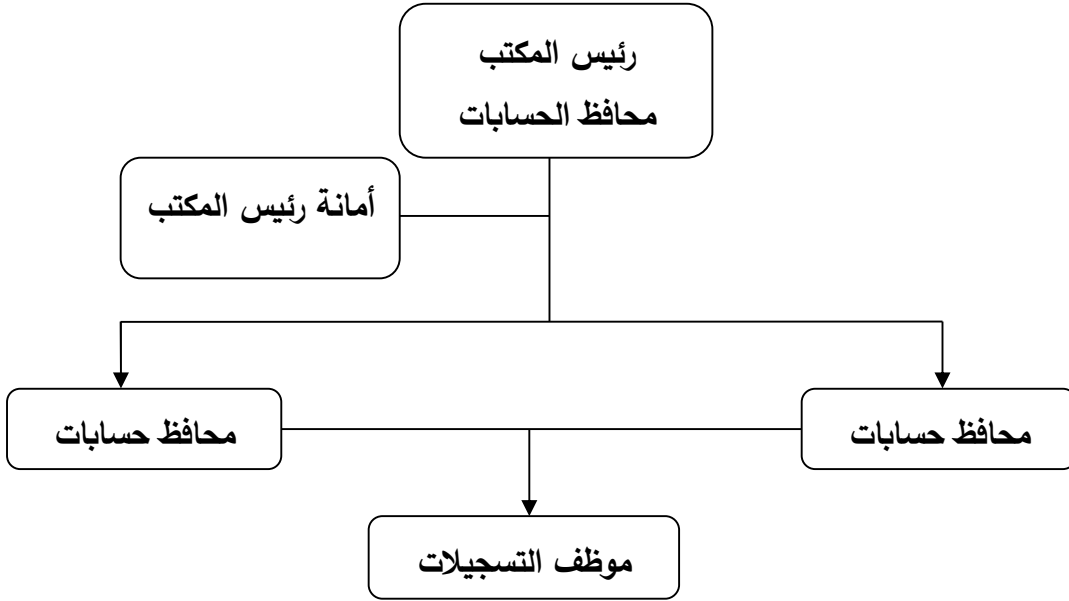 رئيس المكتب
محافظ الحسابات
أمانة رئيس المكتب
محافظ حسابات
محافظ حسابات
موظف التسجيلات